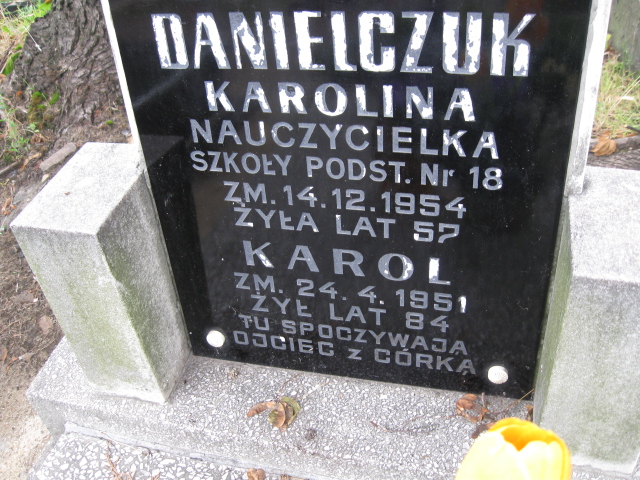 DANIELCZUK
KAROLINA
NAUCZYCIELKA
SZKOŁY PODST. Nr 18
ZM. 14.12.1954
ŻYŁA LAT 57
KAROL
ZM. 24. 4. 1951
ŻYŁ LAT 84
TU SPOCZYWAJĄ
OJCIEC z CÓRKĄ